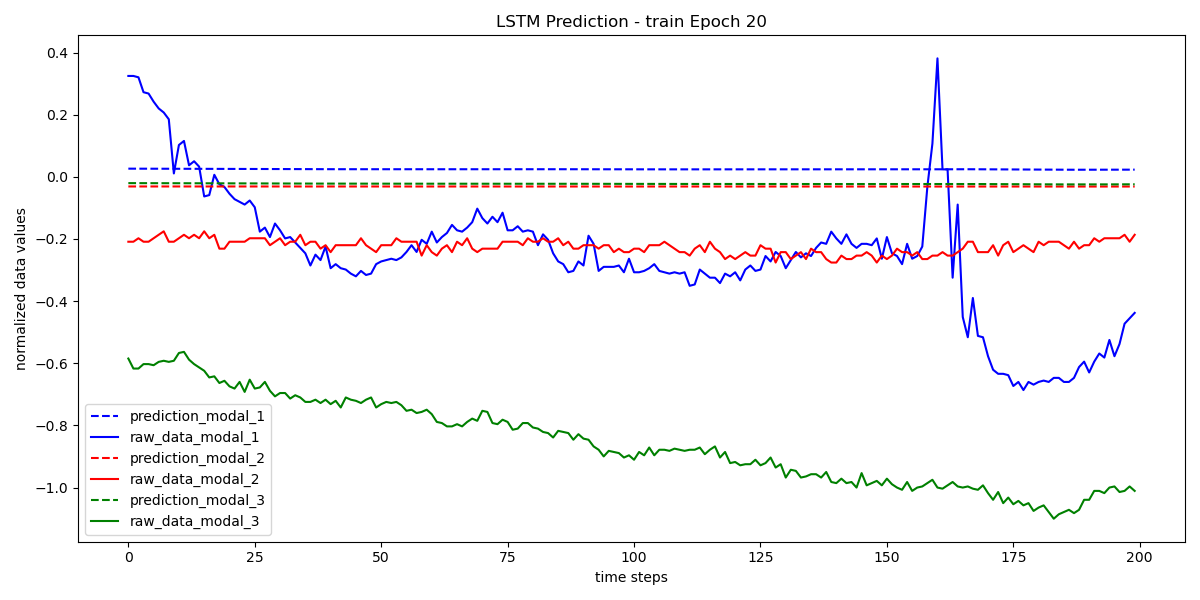 LSTM Prediction - train Epoch 20
normalized data values
0.4
0.2
0.0
−0.2
−0.4
−0.6
−0.8
−1.0
prediction_modal_1
raw_data_modal_1
prediction_modal_2
raw_data_modal_2
prediction_modal_3
raw_data_modal_3
0 25 50 75 100 125 150 175 200
time steps